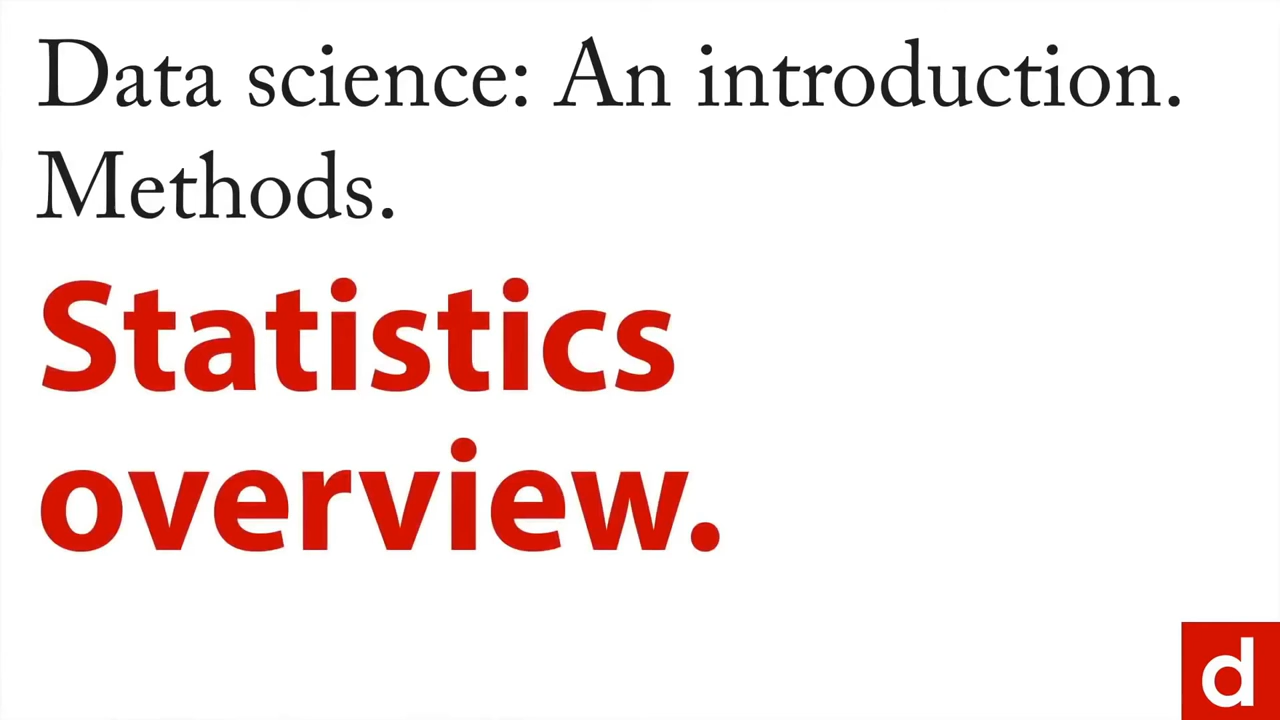 Data science: An introduction.
Methods.
Statistics
overview.
d